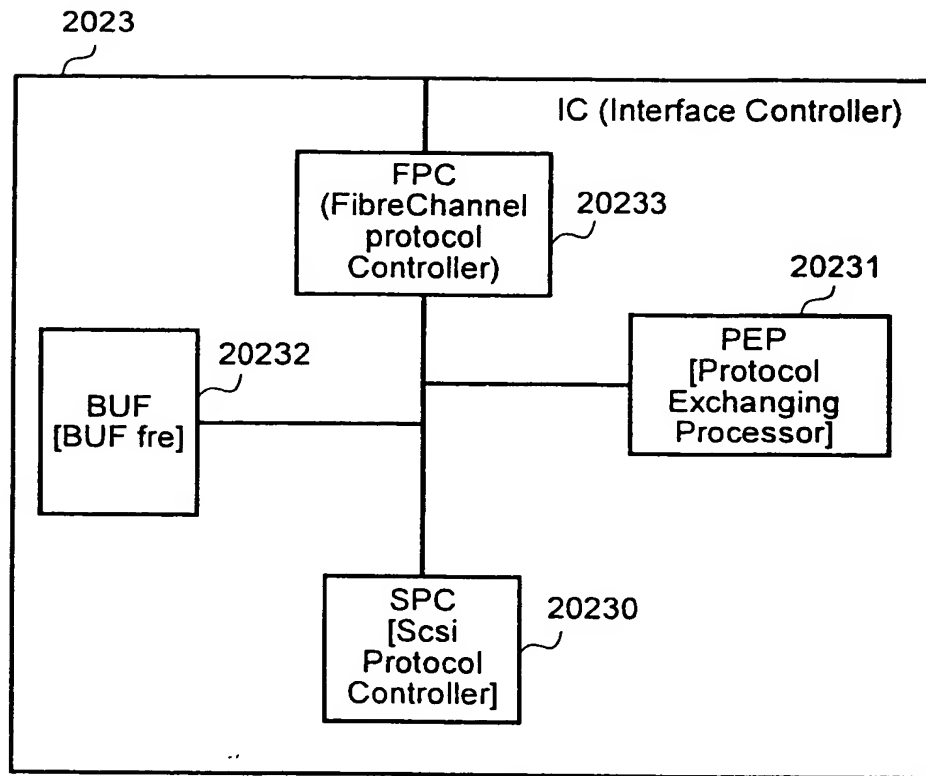 2023
IC (Interface Controller)
FPC
(FibreChannel
protocol
Controller)
20233
20231
PEP
[Protocol
Exchanging
Processor]
20232
BUF
[BUF fre]
SPC
[Scsi
Protocol
Controller]
20230